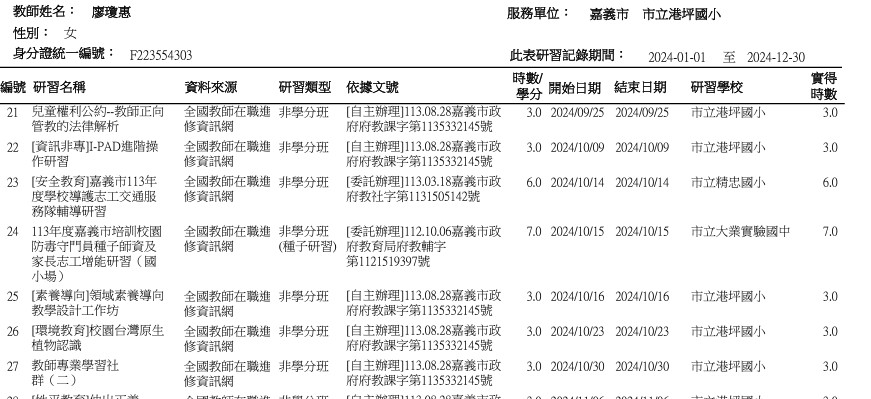 教師姓名： 廖瓊惠 服務單位： 嘉義市 市立港坪國小
性別： 女
身分證統一編號： F223554303 此表研習記錄期間： 2024-01-01 至 2024-12-30
編號 研習名稱 資料來源 研習類型 依據文號 時數/學分 開始日期 結束日期 研習學校 實得時數
21 兒童權利公約--教師正向 全國教師在職進 非學分班 [自主辦理]113.08.28嘉義市政 3.0 2024/09/25 2024/09/25 市立港坪國小 3.0
管教的法律解析 修資訊網 府府教課字第1135332145號
22 [資訊非專]I-PAD進階操 全國教師在職進 非學分班 [自主辦理]113.08.28嘉義市政 3.0 2024/10/09 2024/10/09 市立港坪國小 3.0
作研習 修資訊網 府府教課字第1135332145號
23 [安全教育]嘉義市113年 全國教師在職進 非學分班 [委託辦理]113.03.18嘉義市政 6.0 2024/10/14 2024/10/14 市立精忠國小 6.0
度學校導護志工交通服 修資訊網 府教社字第1131505142號
務隊輔導研習
24 113年度嘉義市培訓校園 全國教師在職進 非學分班 [委託辦理]112.10.06嘉義市政 7.0 2024/10/15 2024/10/15 市立大業實驗國中 7.0
防毒守門員種子師資及 修資訊網 (種子研習) 府教育局府教輔字
家長志工增能研習（國 第1121519397號
小場）
25 [素養導向]領域素養導向 全國教師在職進 非學分班 [自主辦理]113.08.28嘉義市政 3.0 2024/10/16 2024/10/16 市立港坪國小 3.0
教學設計工作坊 修資訊網 府府教課字第1135332145號
26 [環境教育]校園台灣原生 全國教師在職進 非學分班 [自主辦理]113.08.28嘉義市政 3.0 2024/10/23 2024/10/23 市立港坪國小 3.0
植物認識 修資訊網 府府教課字第1135332145號
27 教師專業學習社 全國教師在職進 非學分班 [自主辦理]113.08.28嘉義市政 3.0 2024/10/30 2024/10/30 市立港坪國小 3.0
群（二） 修資訊網 府府教課字第1135332145號